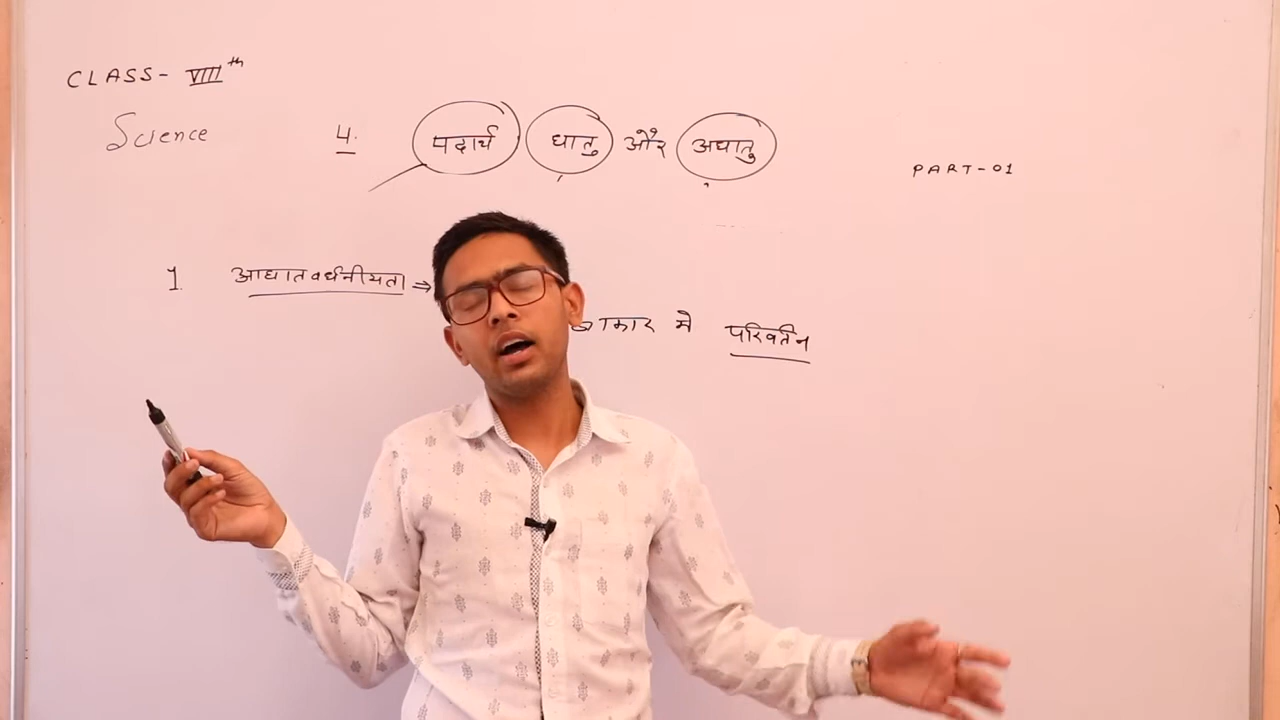 CLASS- VIII th
Science
4. पदार्थ धातु और अधातु
PART-01
1 आघातवर्धनीयता ⇒
आकार मे परिवर्तन